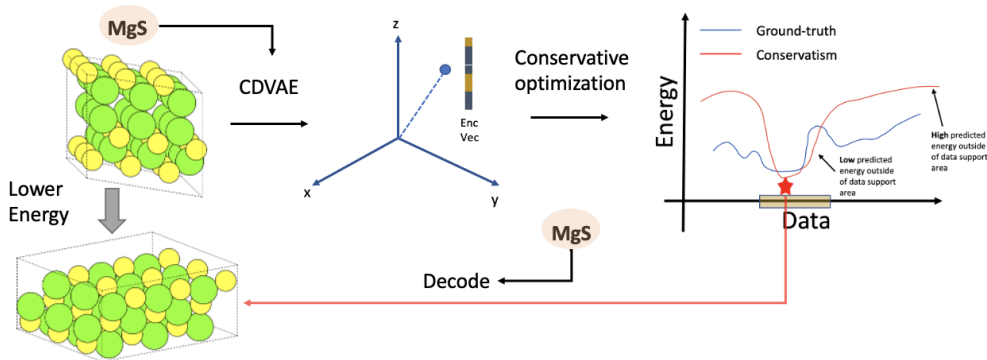 MgS
CDVAE
Lower
Energy
z
x
y
Enc
Vec
Conservative
optimization
Energy
Ground-truth
Conservatism
High predicted
energy outside
of data support
area
Low predicted
energy outside
of data support
area
Data
MgS
Decode